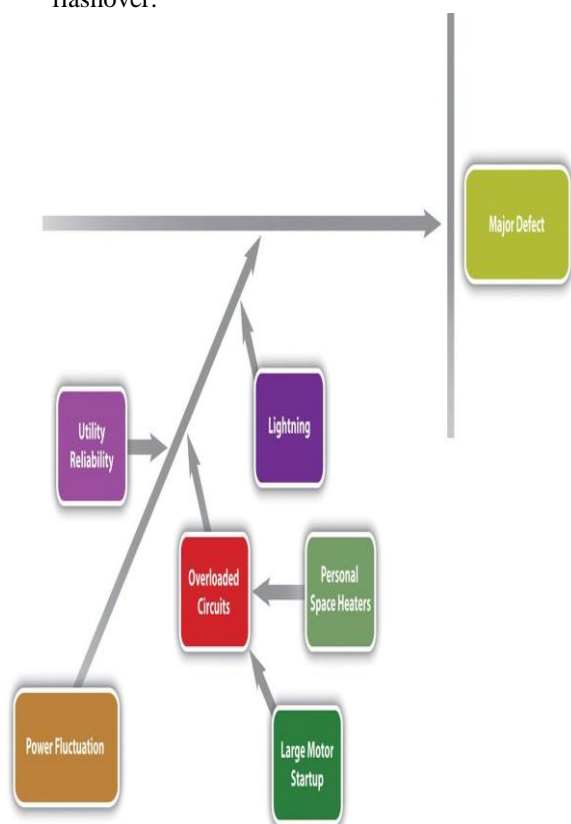 flashover.
Major Defect
Utility
Reliability
Lightning
Overloaded
Circuits
Personal
Space Heaters
Power Fluctuation
Large Motor
Startup